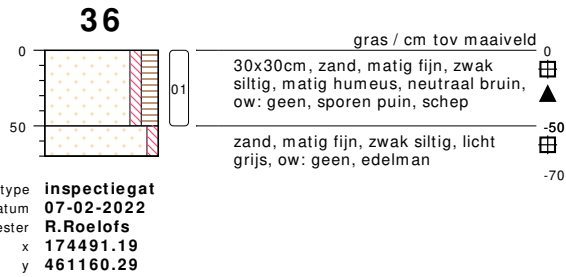 36
gras / cm tov maaiveld
0
0
30x30cm, zand, matig fijn, zwak
siltig, matig humeus, neutraal bruin,
ow: geen, sporen puin, schep
01
50
-50
zand, matig fijn, zwak siltig, licht
grijs, ow: geen, edelman
-70
type inspectiegat
atum 07-02-2022
ester R.Roelofs
x 174491.19
y 461160.29